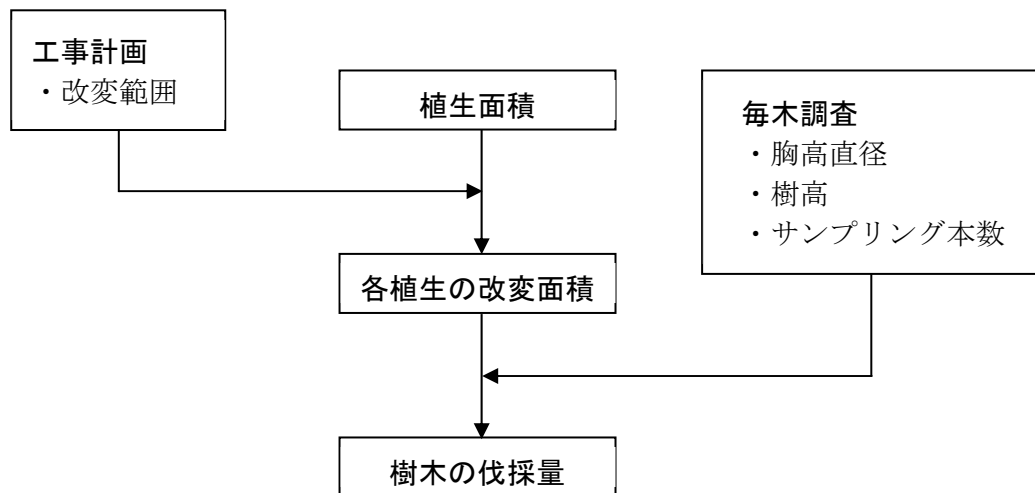 工事計画
・改変範囲
植生面積
毎木調査
・胸高直径
・樹高
・サンプリング本数
各植生の改変面積
樹木の伐採量